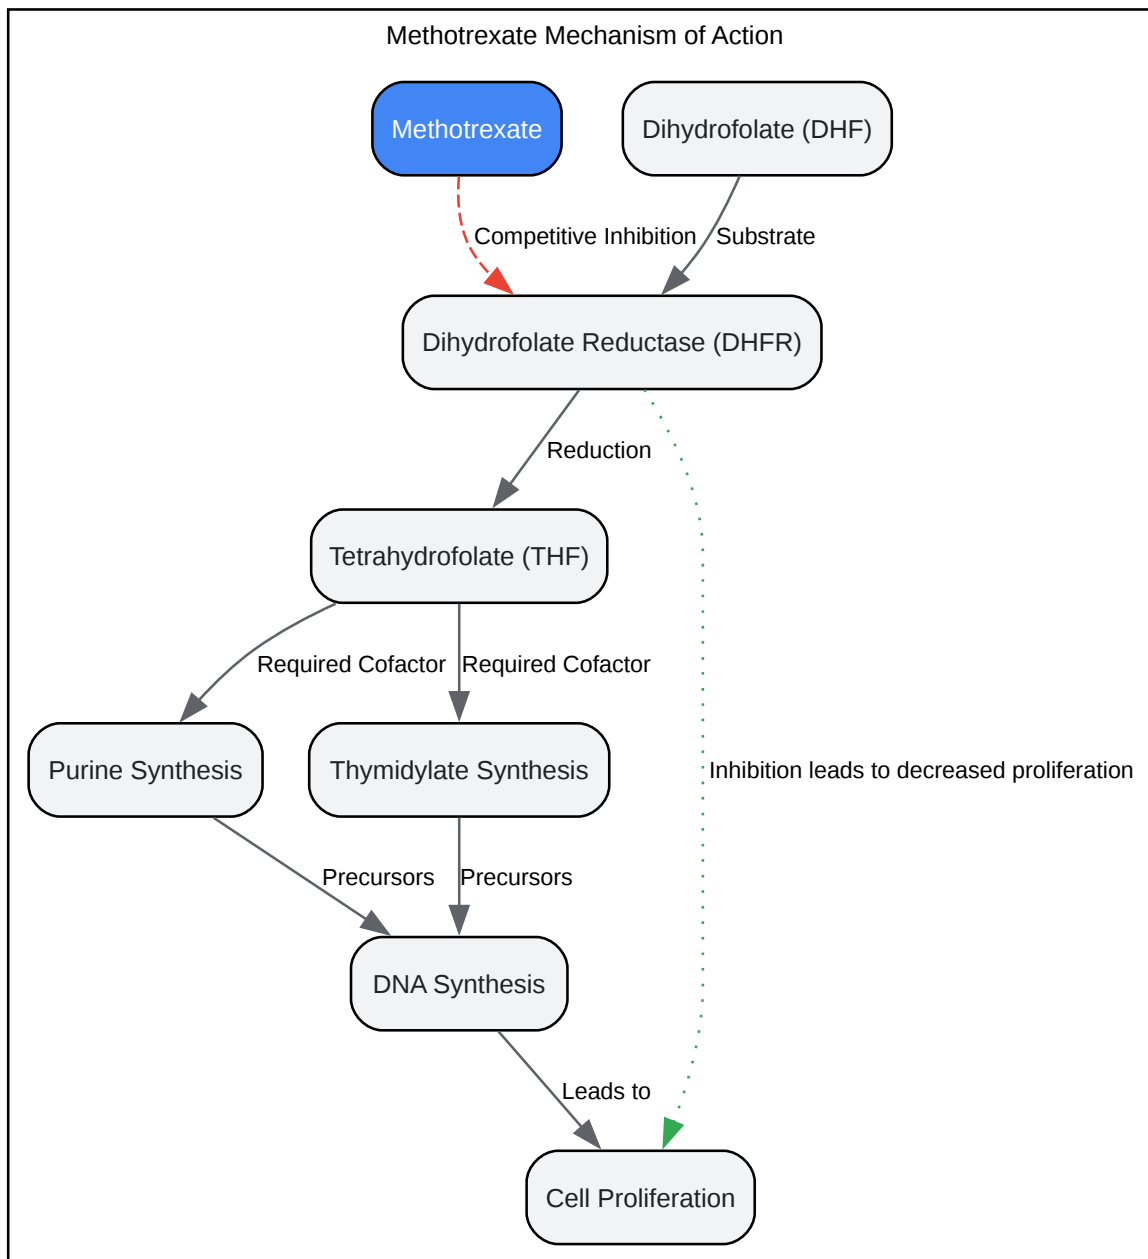 Methotrexate Mechanism of Action
Methotrexate
Dihydrofolate (DHF)
Competitive Inhibition
Substrate
Dihydrofolate Reductase (DHFR)
Reduction
Tetrahydrofolate (THF)
Required Cofactor
Required Cofactor
Purine Synthesis
Thymidylate Synthesis
Inhibition leads to decreased proliferation
Precursors
Precursors
DNA Synthesis
Leads to
Cell Proliferation